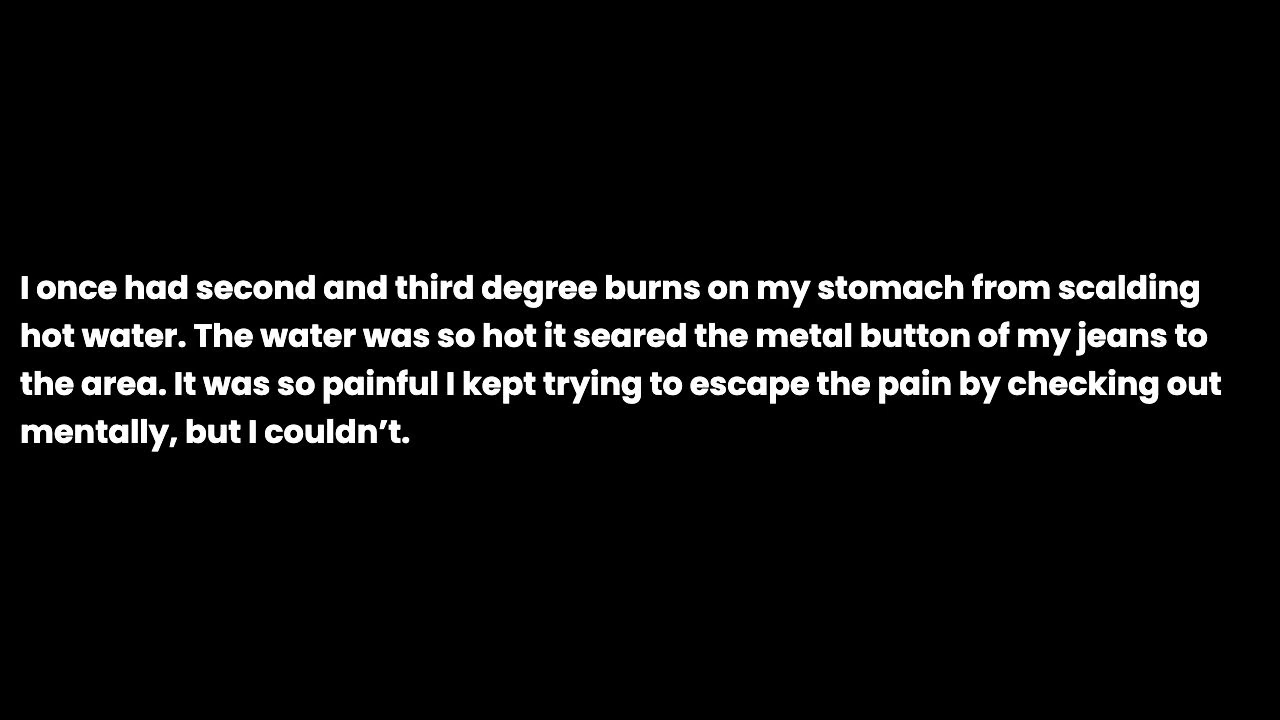 I once had second and third degree burns on my stomach from scalding
hot water. The water was so hot it seared the metal button of my jeans to
the area. It was so painful I kept trying to escape the pain by checking out
mentally, but I couldn’t.